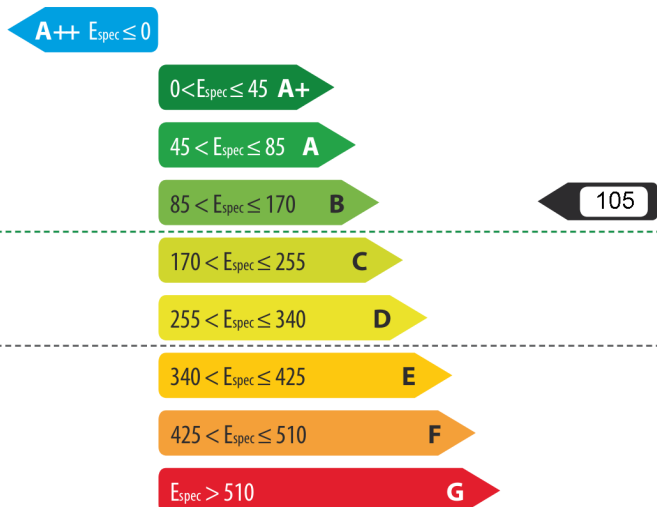 A++ Espec ≤ 0
0<Espec ≤ 45 A+
45 < Espec ≤ 85 A
85 < Espec ≤ 170 B
105
170 < Espec ≤ 255 C
255 < Espec ≤ 340 D
340 < Espec ≤ 425 E
425 < Espec ≤ 510 F
Espec > 510 G